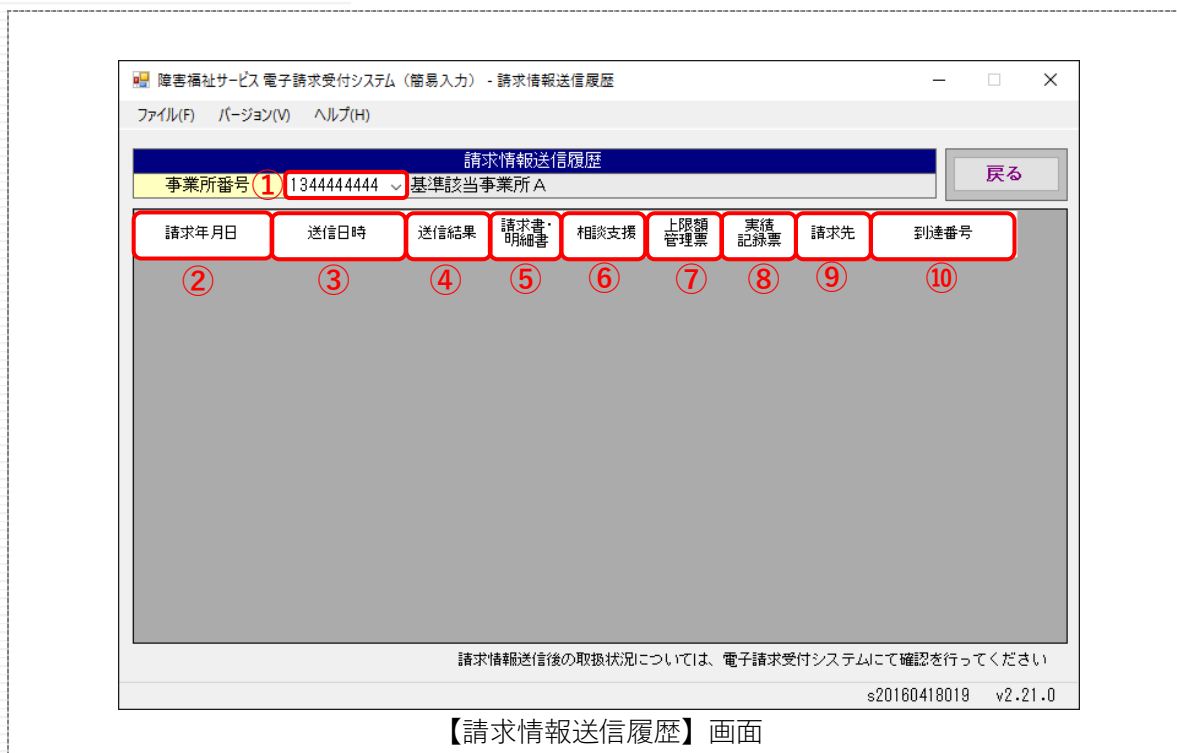 障害福祉サービス 電子請求受付システム（簡易入力） - 請求情報送信履歴
ファイル(F) バージョン(V) ヘルプ(H)
請求情報送信履歴
戻る
事業所番号 ① 1344444444 基準該当事業所A
請求年月日 送信日時 送信結果 請求書・明細書 相談支援 上限額管理票 実績記録票 請求先 到達番号
② ③ ④ ⑤ ⑥ ⑦ ⑧ ⑨ ⑩
請求情報送信後の取扱状況については、電子請求受付システムにて確認を行ってください
s20160418019 v2.21.0
【請求情報送信履歴】画面